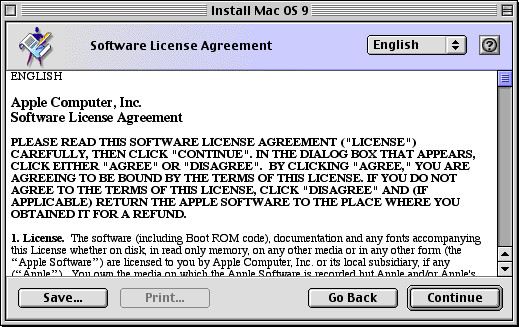 Install Mac OS 9
Software License Agreement
English
?
ENGLISH
Apple Computer, Inc.
Software License Agreement
PLEASE READ THIS SOFTWARE LICENSE AGREEMENT ("LICENSE")
CAREFULLY, THEN CLICK "CONTINUE". IN THE DIALOG BOX THAT APPEARS,
CLICK EITHER "AGREE" OR "DISAGREE".  BY CLICKING "AGREE," YOU ARE
AGREEING TO BE BOUND BY THE TERMS OF THIS LICENSE. IF YOU DO NOT
AGREE TO THE TERMS OF THIS LICENSE, CLICK "DISAGREE" AND (IF
APPLICABLE) RETURN THE APPLE SOFTWARE TO THE PLACE WHERE YOU
OBTAINED IT FOR A REFUND.
1. License.  The software (including Boot ROM code), documentation and any fonts accompanying
this License whether on disk, in read only memory, on any other media or in any other form (the
“Apple Software”) are licensed to you by Apple Computer, Inc. or its local subsidiary, if any
(“Apple”).  You own the media on which the Apple Software is recorded but Apple and/or Apple's
Save...
Print...
Go Back
Continue